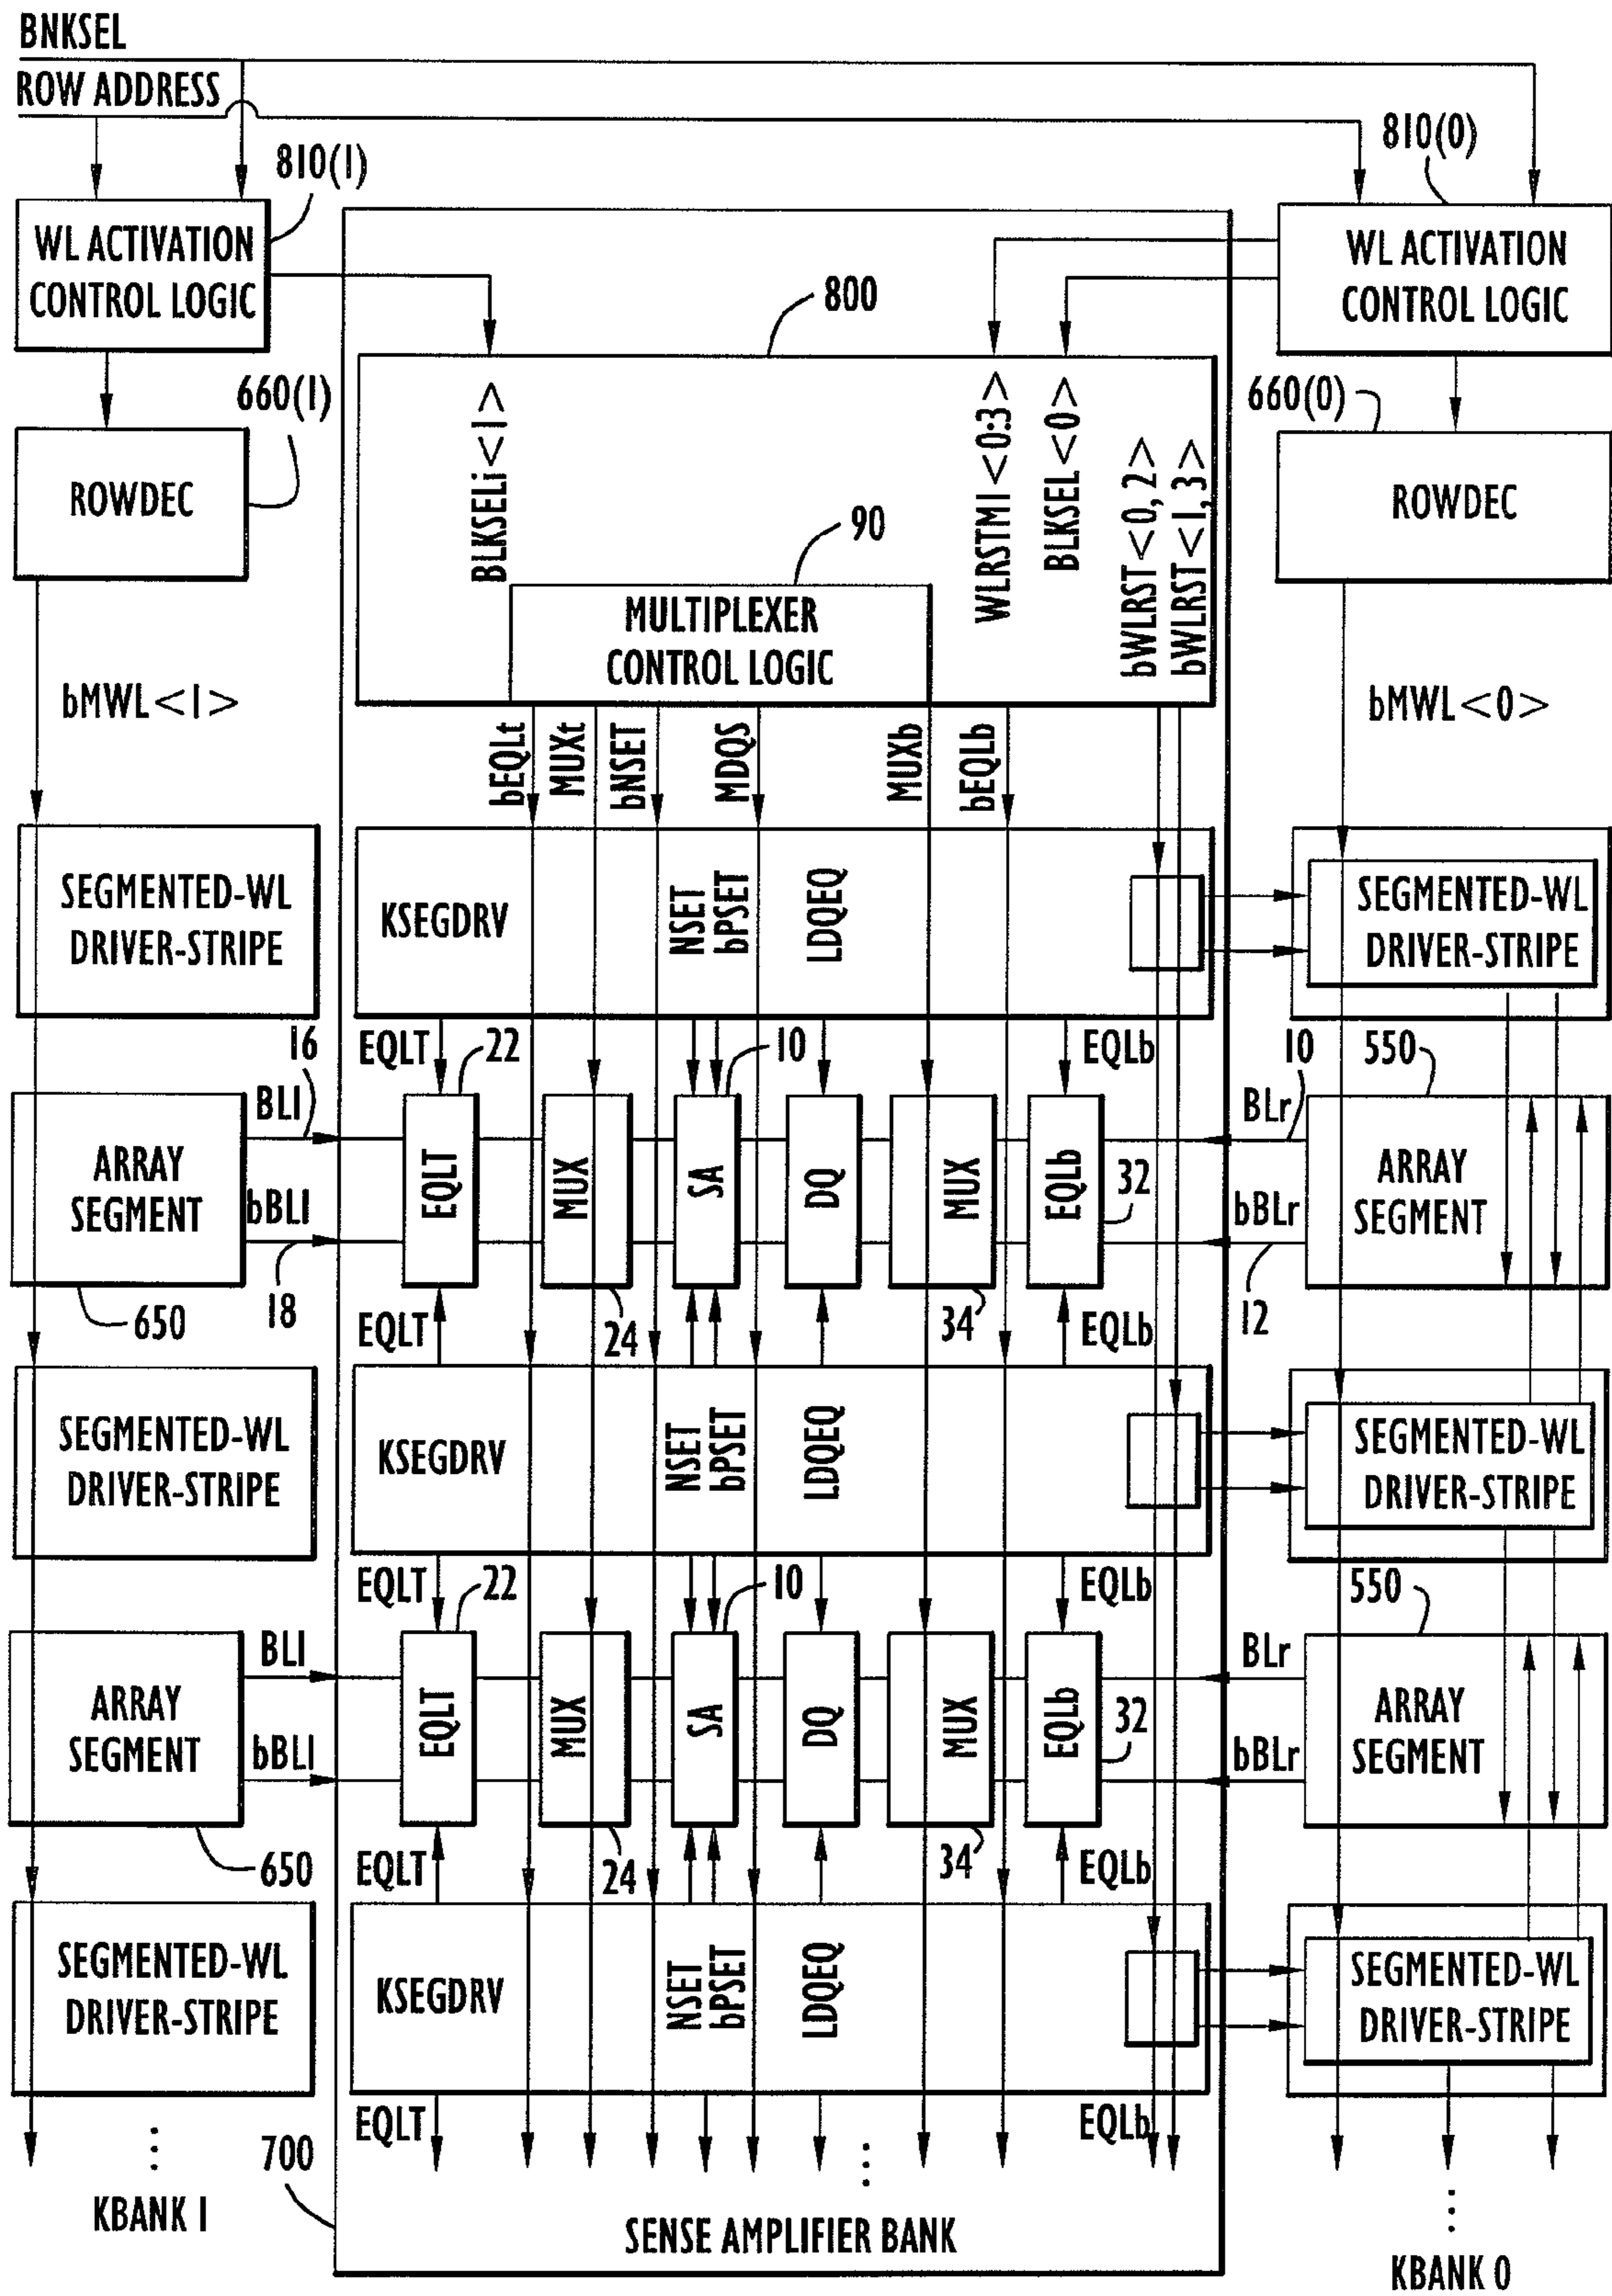 BNKSEL
ROW ADDRESS
810(1)
810(0)
WL ACTIVATION
CONTROL LOGIC
WL ACTIVATION
CONTROL LOGIC
800
660(1)
660(0)
ROWDEC
ROWDEC
BLKSELi<1>
WLRSTMI<0:3>
BLKSEL<0>
bWLRST<0,2>
bWLRST<1,3>
90
MULTIPLEXER
CONTROL LOGIC
bMWL<1>
bMWL<0>
bEQLt
MUXt
bNSET
MDQS
MUXb
bEQLb
SEGMENTED-WL
DRIVER-STRIPE
KSEGDRV
NSET
bPSET
LDQEQ
SEGMENTED-WL
DRIVER-STRIPE
16
EQLT
22
10
EQLb
10
550
BLI
BLr
ARRAY
SEGMENT
EQLT
MUX
SA
DQ
MUX
EQLb
32
ARRAY
SEGMENT
bBLI
bBLr
650
18
EQLT
24
34
EQLb
12
SEGMENTED-WL
DRIVER-STRIPE
KSEGDRV
NSET
bPSET
LDQEQ
SEGMENTED-WL
DRIVER-STRIPE
EQLT
22
10
EQLb
550
BLI
BLr
ARRAY
SEGMENT
EQLT
MUX
SA
DQ
MUX
EQLb
32
ARRAY
SEGMENT
bBLI
bBLr
650
EQLT
24
34
EQLb
SEGMENTED-WL
DRIVER-STRIPE
KSEGDRV
NSET
bPSET
LDQEQ
SEGMENTED-WL
DRIVER-STRIPE
EQLT
EQLb
700
KBANK 1
SENSE AMPLIFIER BANK
KBANK 0